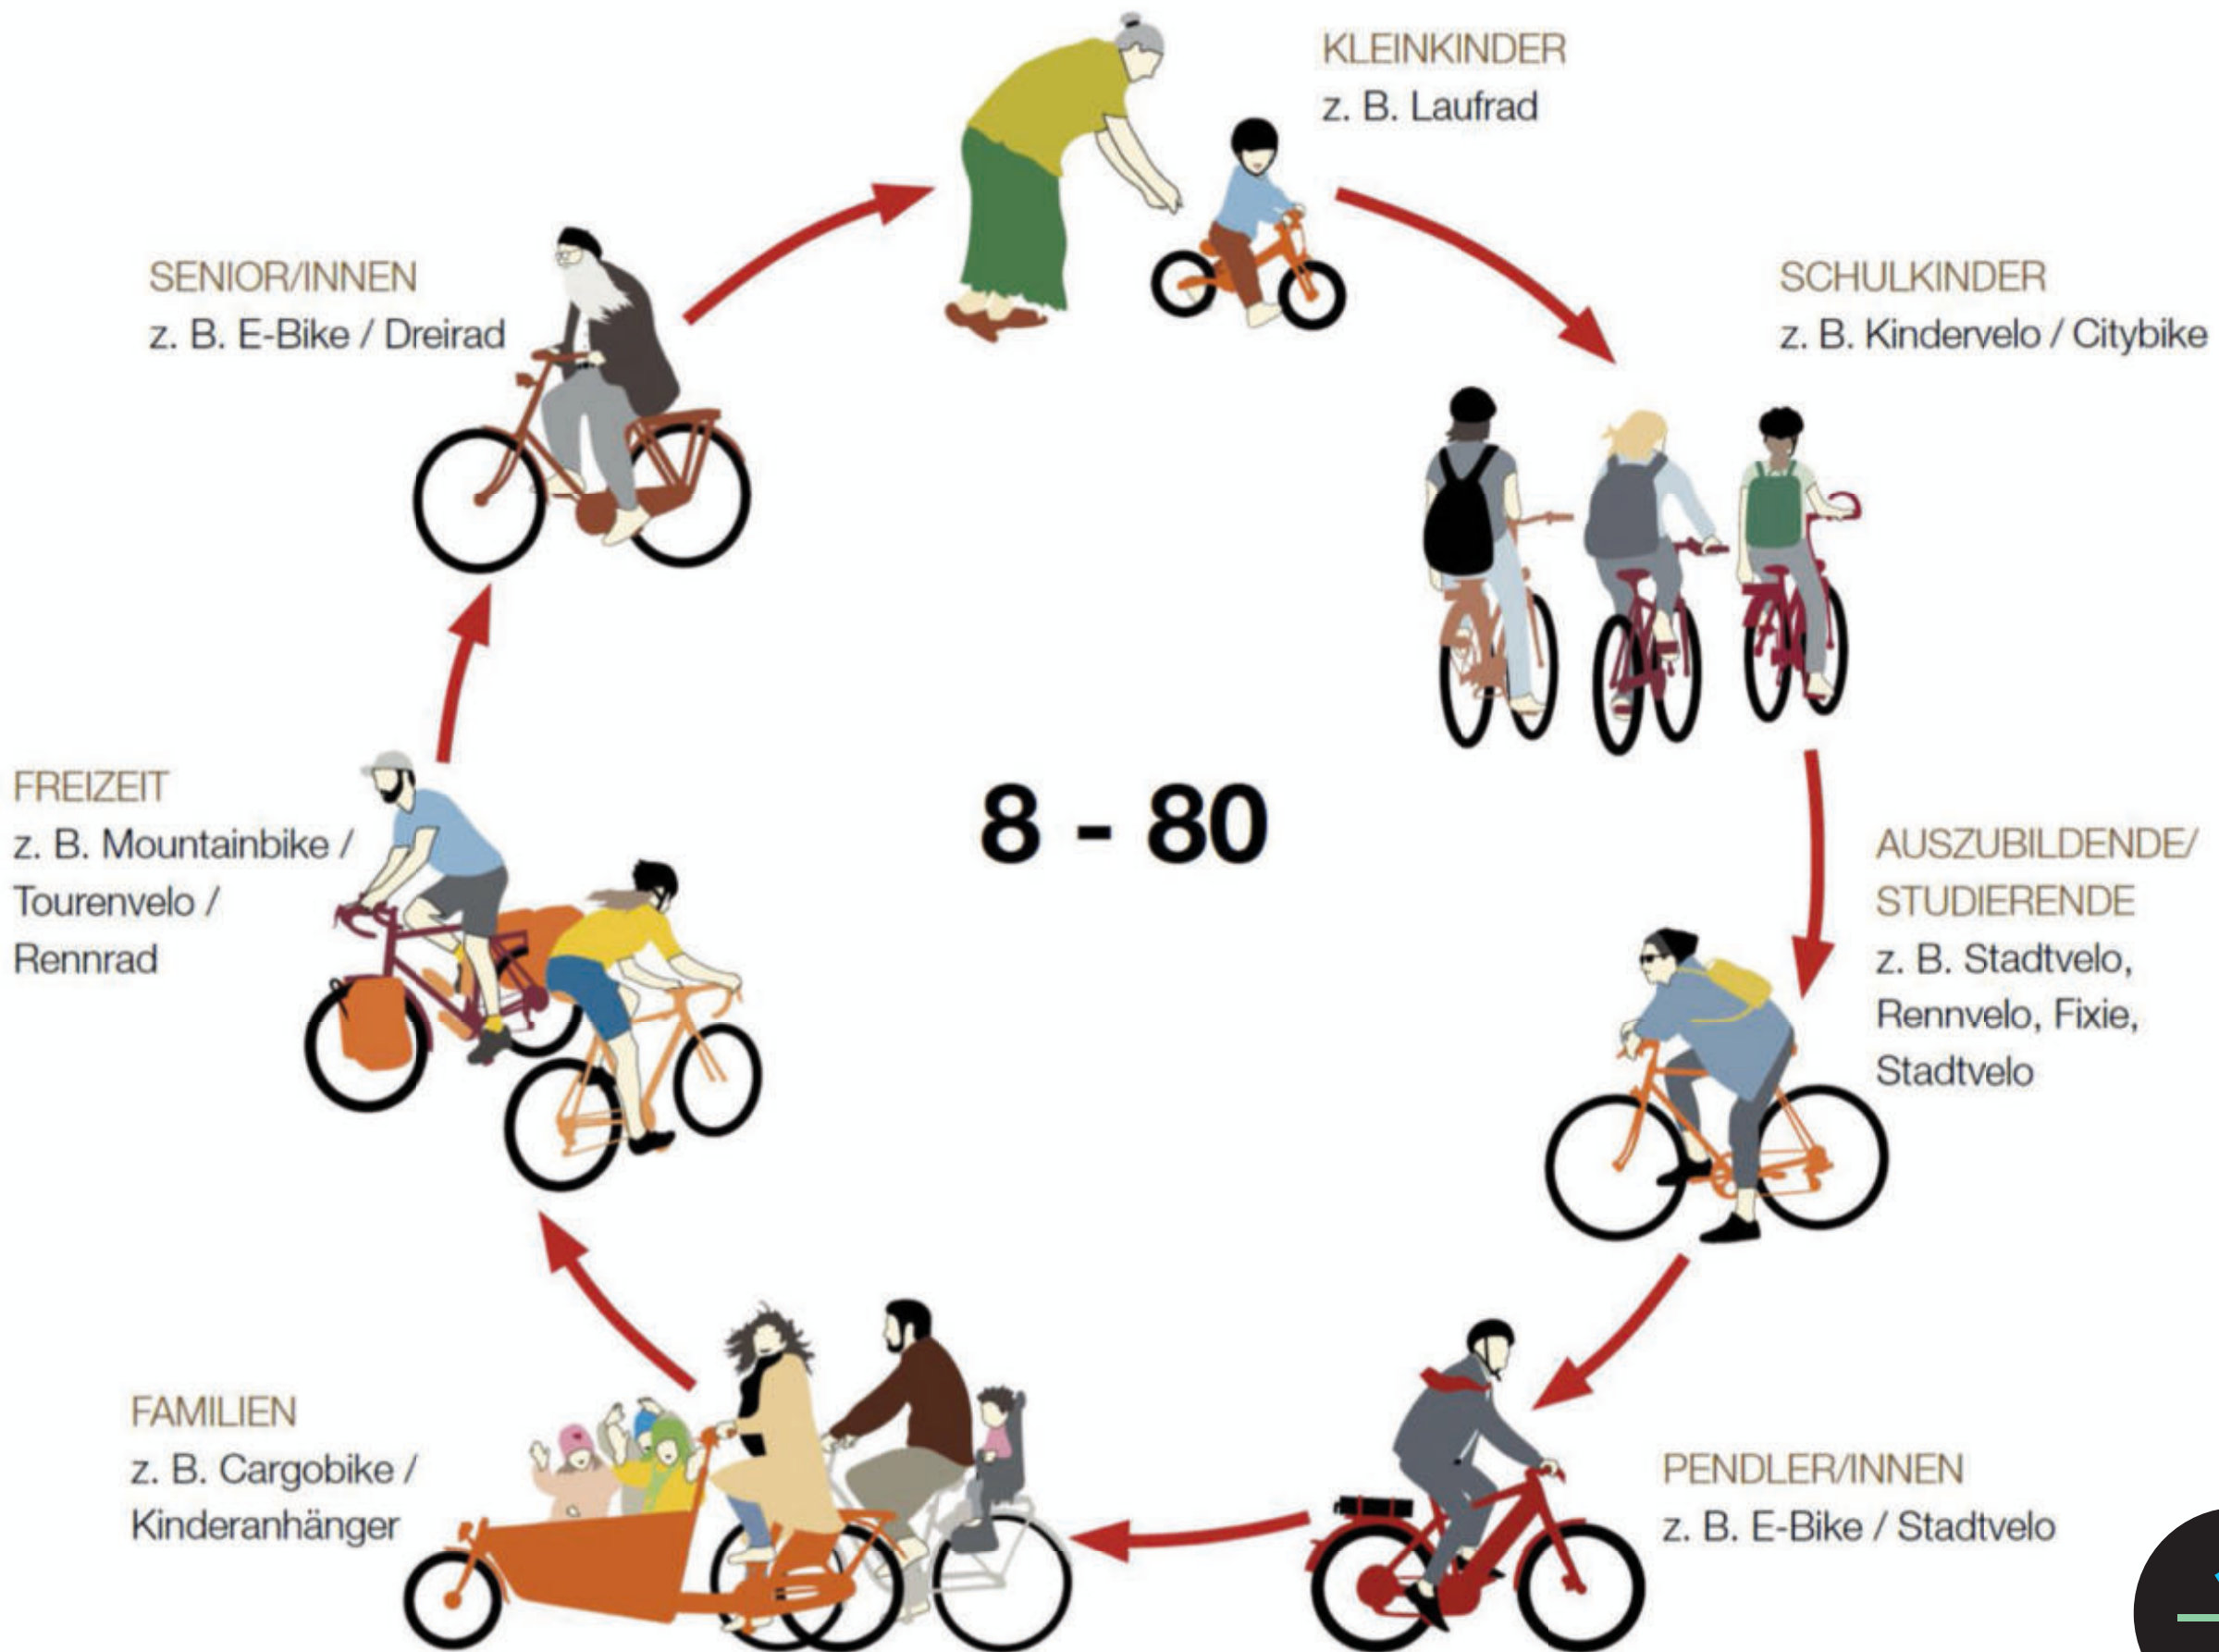 KLEINKINDER
z. B. Laufrad
SCHULKINDER
z. B. Kindervelo / Citybike
AUSZUBILDENDE/
STUDIERENDE
z. B. Stadtvelo,
Rennvelo, Fixie,
Stadtvelo
PENDLER/INNEN
z. B. E-Bike / Stadtvelo
FAMILIEN
z. B. Cargobike /
Kinderanhänger
FREIZEIT
z. B. Mountainbike /
Tourenvelo /
Rennrad
SENIOR/INNEN
z. B. E-Bike / Dreirad
8 - 80